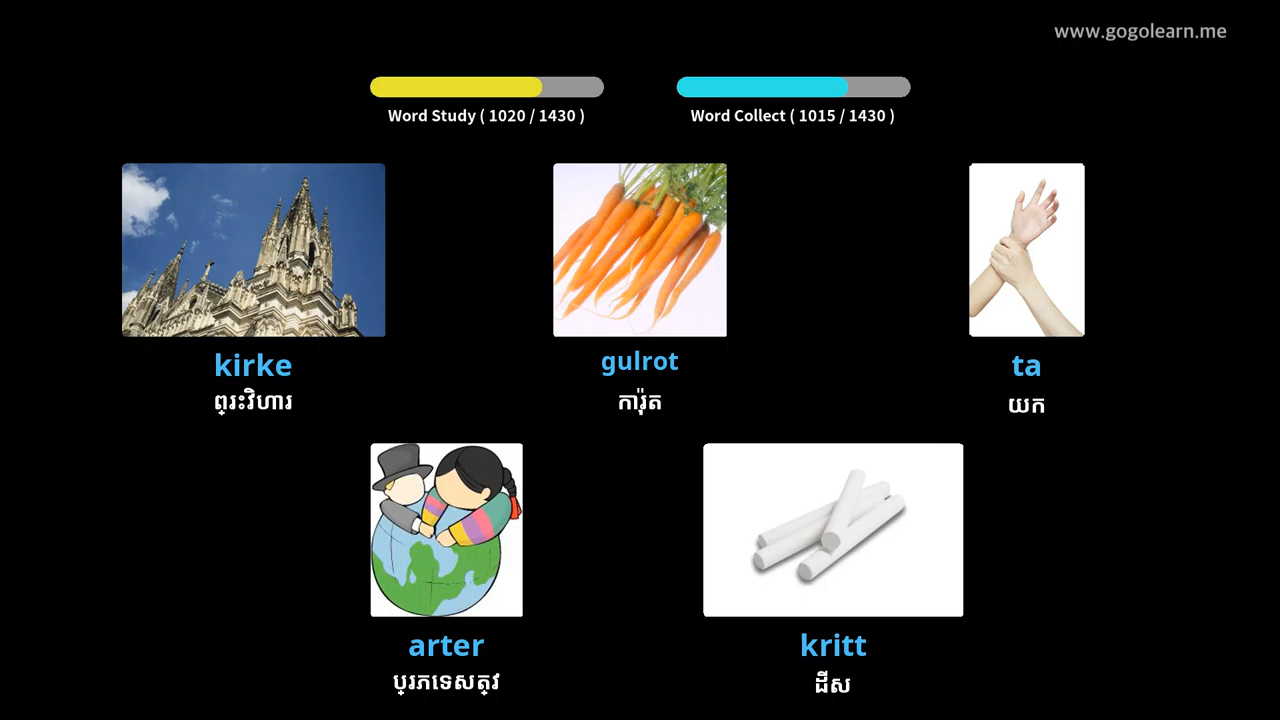 www.gogolearn.me
Word Study ( 1020 / 1430 )
Word Collect ( 1015 / 1430 )
kirke
ព្រះវិហារ
gulrot
ការ៉ុត
ta
យក
arter
ប្រភទេសត្វ
kritt
ដីស